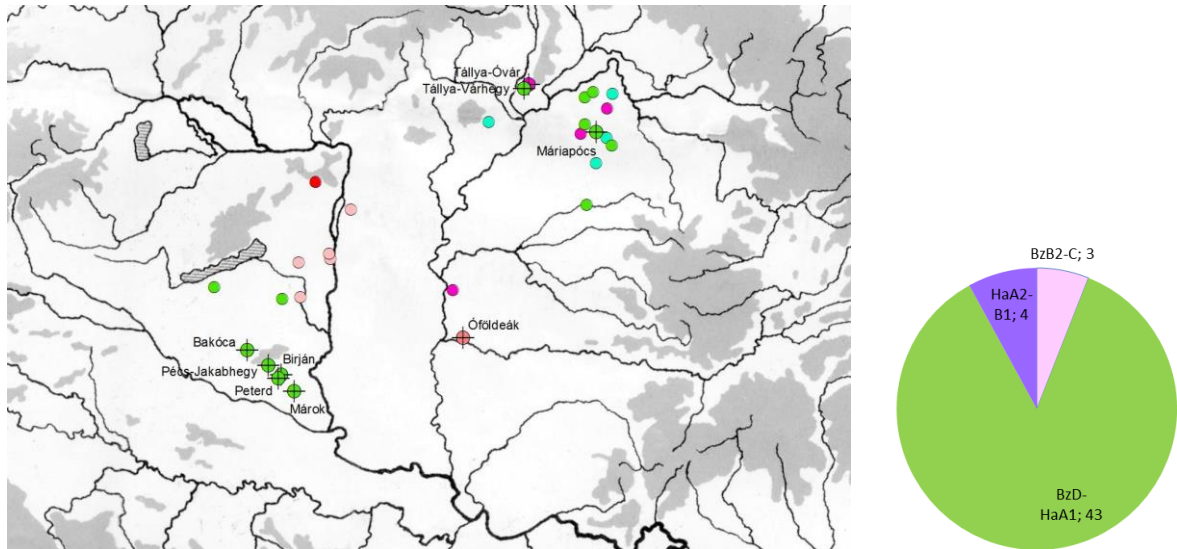 Tállya-Óvár
Tállya-Várhegy
Máriapócs
Óföldeák
Bakóca
Birján
Pécs-Jakabhegy
Peterd
Márok
BzB2-C; 3
HaA2-
B1; 4
BzD-
HaA1; 43